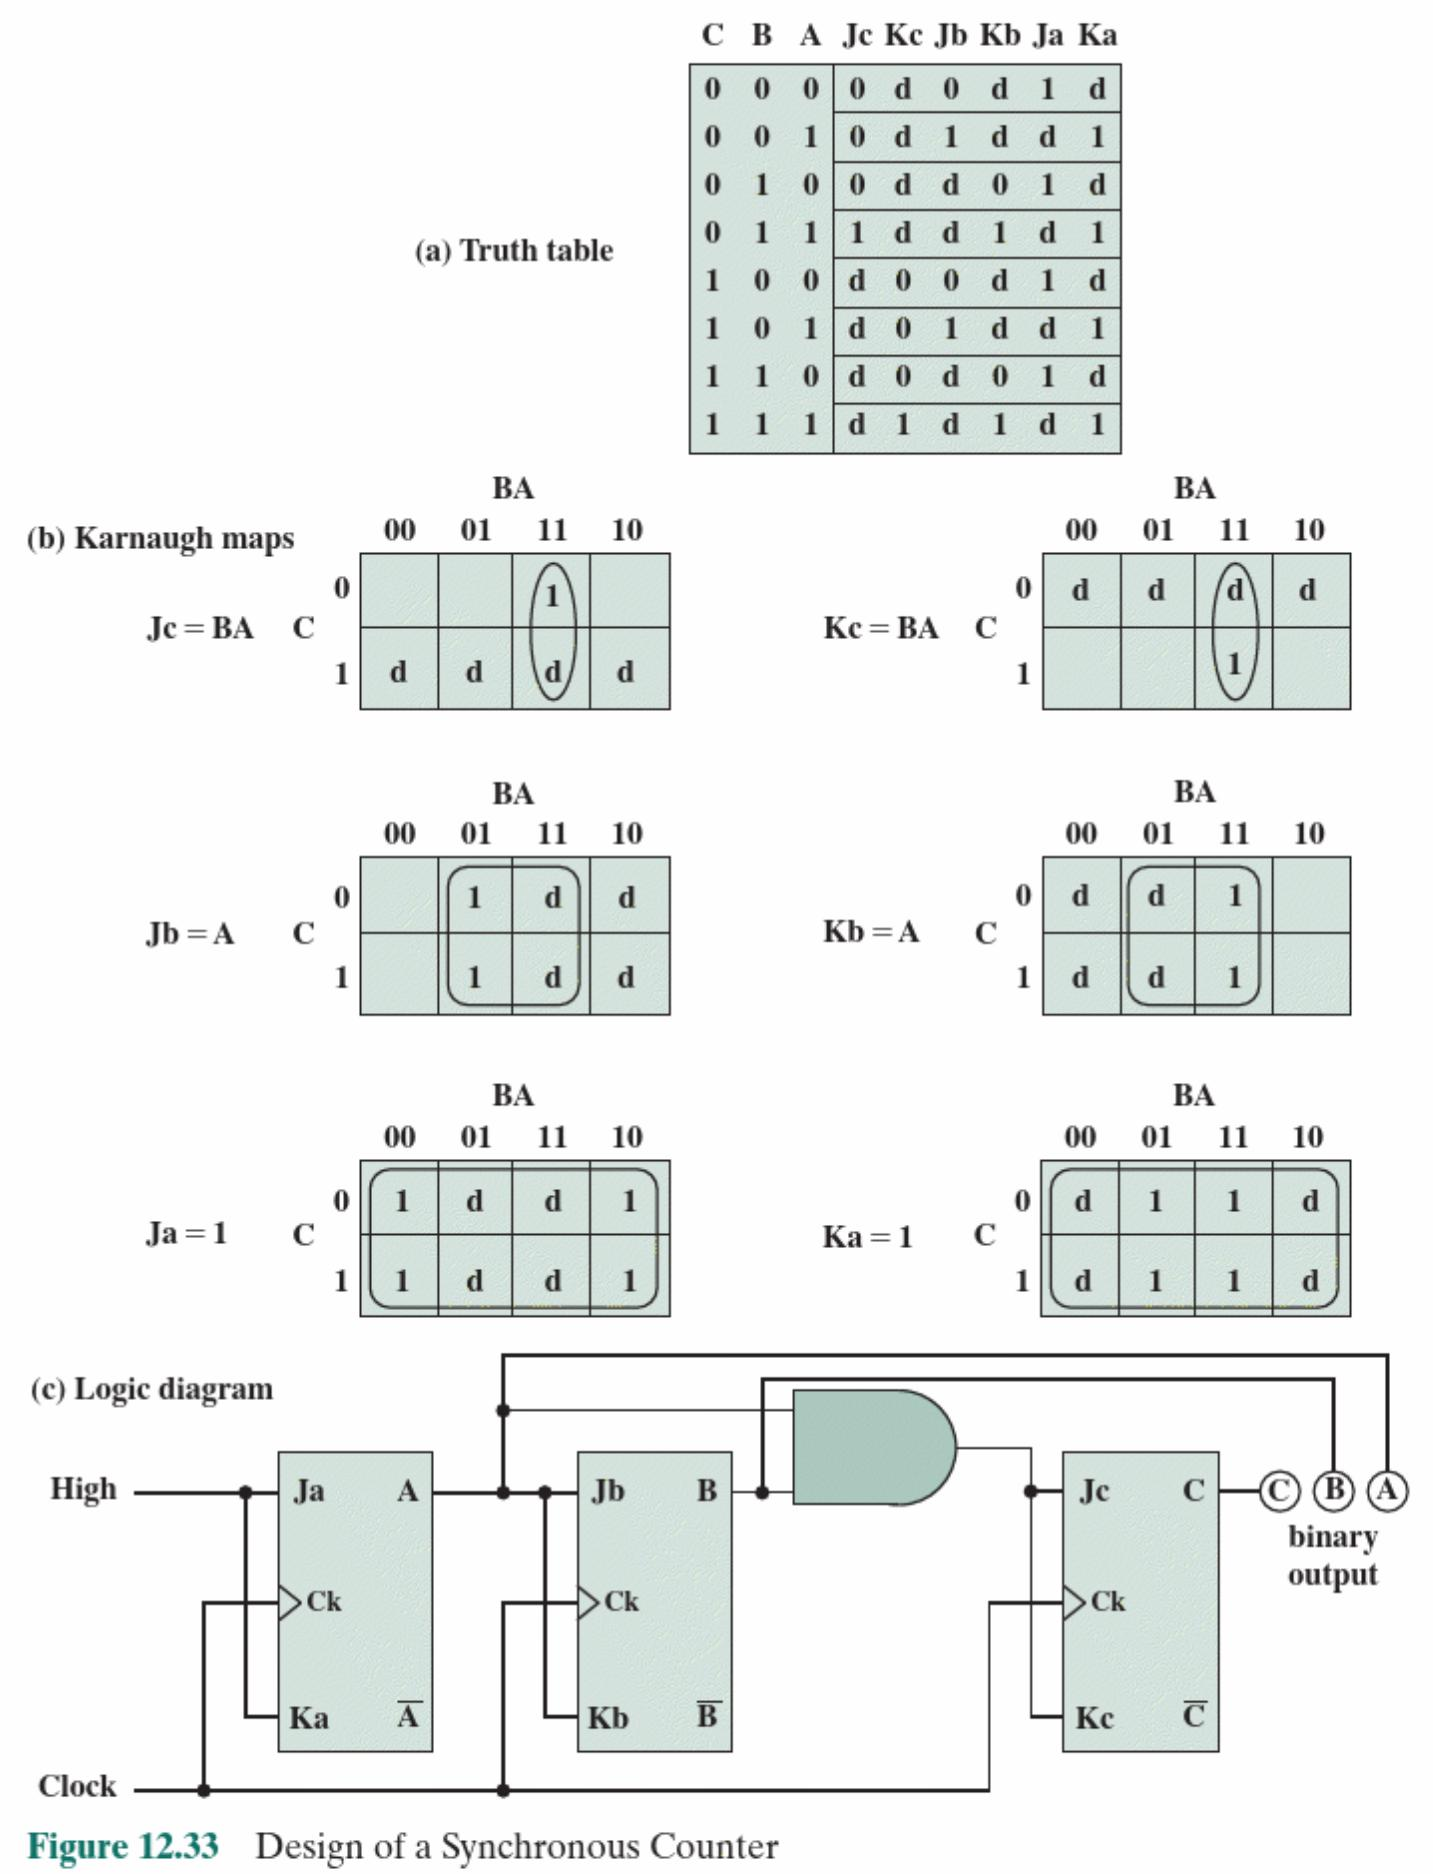 C B A Jc Kc Jb Kb Ja Ka
0 0 0 0 d 0 d 1 d
0 0 1 0 d 1 d d 1
0 1 0 0 d d 0 1 d
0 1 1 1 d d 1 d 1
1 0 0 d 0 0 d 1 d
1 0 1 d 0 1 d d 1
1 1 0 d 0 d 0 1 d
1 1 1 d 1 d 1 d 1
(a) Truth table
(b) Karnaugh maps
BA
00 01 11 10
0 1
Jc = BA C
1 d d d d
BA
00 01 11 10
0 d d d d
Kc = BA C
1 1
BA
00 01 11 10
0 1 d d
Jb = A C
1 1 d d
BA
00 01 11 10
0 d d 1
Kb = A C
1 d d 1
BA
00 01 11 10
0 1 d d 1
Ja = 1 C
1 1 d d 1
BA
00 01 11 10
0 d 1 1 d
Ka = 1 C
1 d 1 1 d
(c) Logic diagram
High Ja A Jb B Jc C C B A
binary
output
Ck Ck Ck
Ka A̅ Kb B̅ Kc C̅
Clock
Figure 12.33 Design of a Synchronous Counter